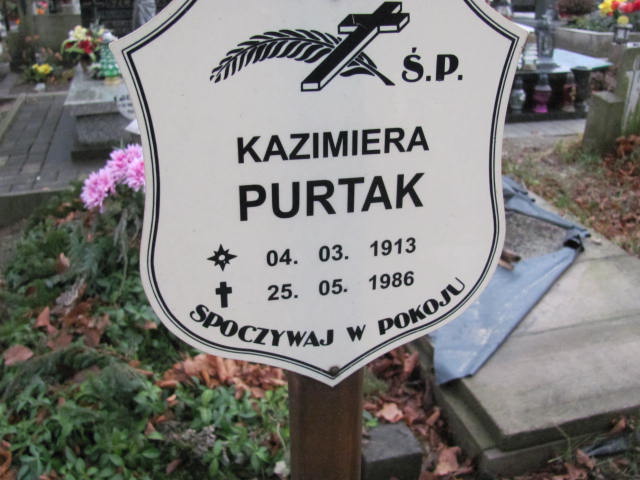 Ś.P.
KAZIMIERA
PURTAK
04. 03. 1913
25. 05. 1986
SPOCZYWAJ W POKOJU